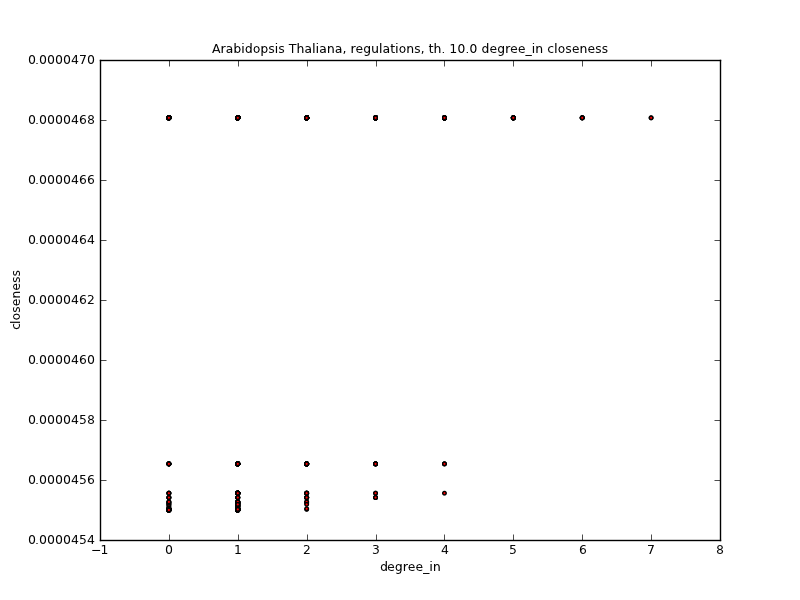 Arabidopsis Thaliana, regulations, th. 10.0 degree_in closeness
0.0000470
0.0000468
0.0000466
0.0000464
0.0000462
0.0000460
0.0000458
0.0000456
0.0000454
closeness
−1 0 1 2 3 4 5 6 7 8
degree_in